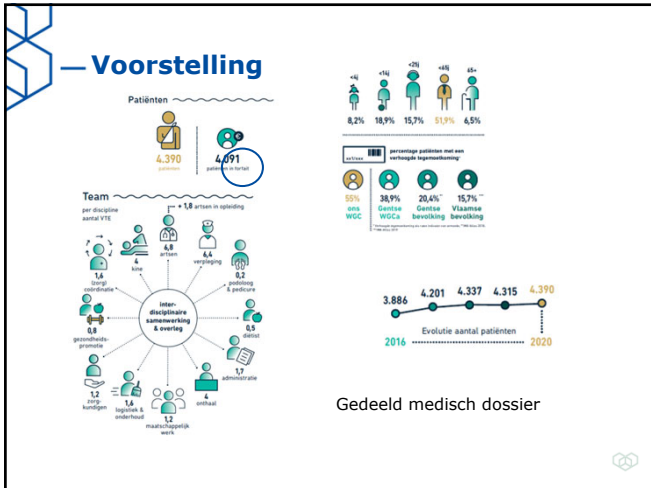 Voorstelling
Patiënten
4.390
patiënten
4.091
patiënten in forfait
Team
per discipline
aantal VTE
+ 1,8 artsen in opleiding
6,8
artsen
6,4
verpleging
0,2
podoloog
& pedicure
0,5
diëtist
1,7
administratie
4
onthaal
1,2
maatschappelijk
werk
1,6
logistiek &
onderhoud
1,2
zorg-
kundigen
0,8
gezondheids-
promotie
1,6
(zorg)
coördinatie
4
kine
inter-
disciplinaire
samenwerking
& overleg
<4j
<14j
<25j
<65j
65+
8,2%
18,9%
15,7%
51,9%
6,5%
percentage patiënten met een
verhoogde tegemoetkoming*
55%
ons
WGC
38,9%
Gentse
WGCs
20,4%**
Gentse
bevolking
15,7%***
Vlaamse
bevolking
3.886
4.201
4.337
4.315
4.390
Evolutie aantal patiënten
2016
2020
Gedeeld medisch dossier